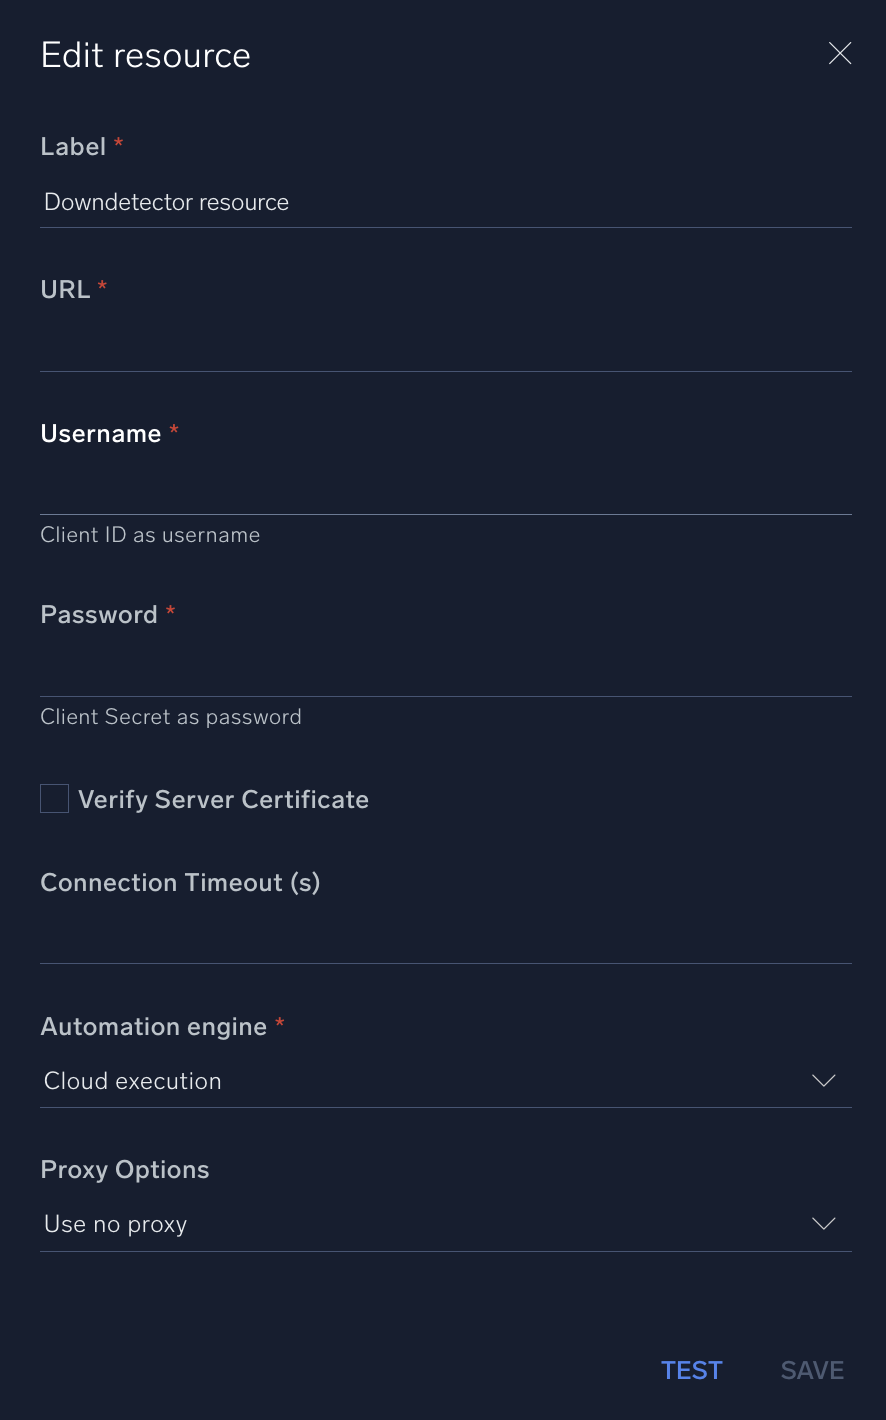 Edit resource
Label *
Downdetector resource
URL *
Username *
Client ID as username
Password *
Client Secret as password
Verify Server Certificate
Connection Timeout (s)
Automation engine *
Cloud execution
Proxy Options
Use no proxy
TEST SAVE